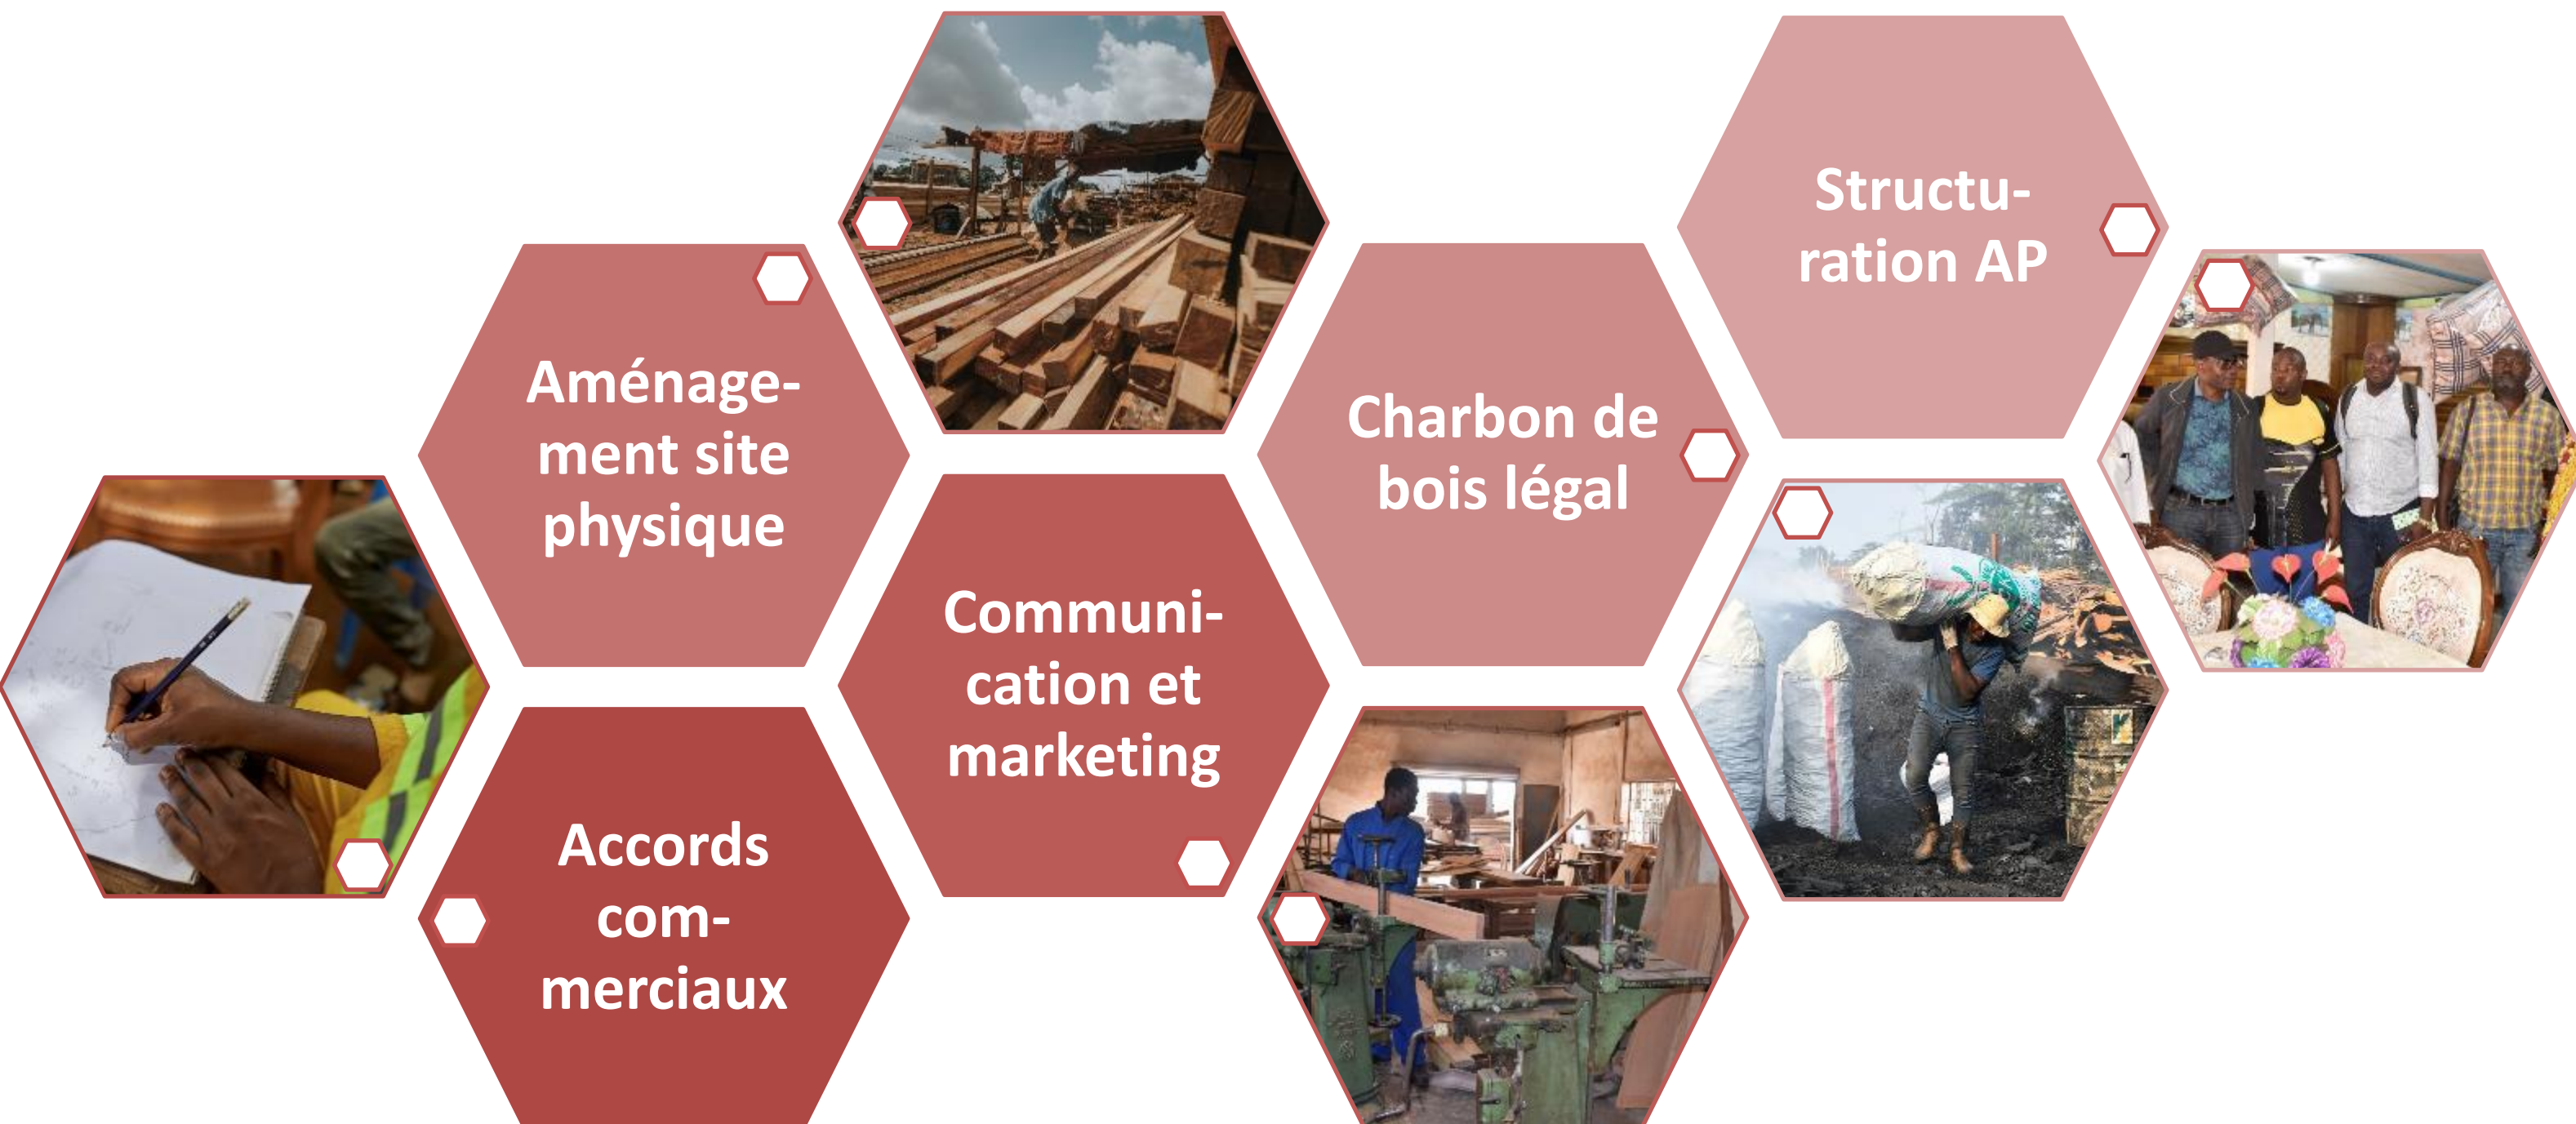 Aménage-
ment site
physique
Accords
com-
merciaux
Communi-
cation et
marketing
Charbon de
bois légal
Structu-
ration AP